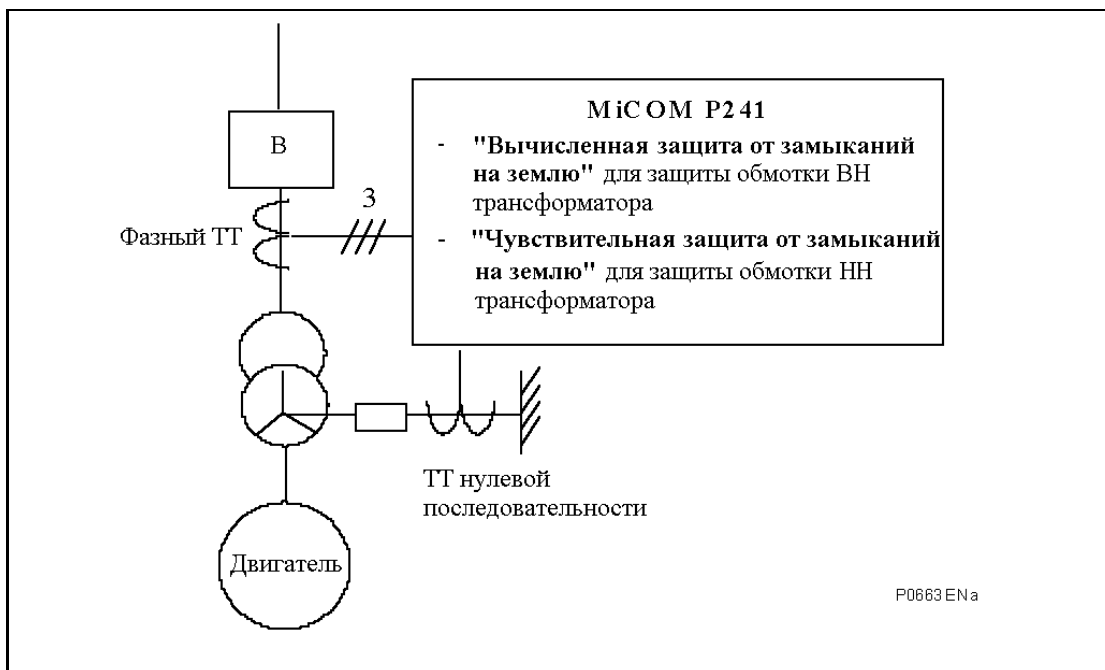 MiCOM P241
В
- "Вычисленная защита от замыканий
на землю" для защиты обмотки ВН
трансформатора
3
Фазный ТТ
- "Чувствительная защита от замыканий
на землю" для защиты обмотки НН
трансформатора
ТТ нулевой
последовательности
Двигатель
P0663ENa